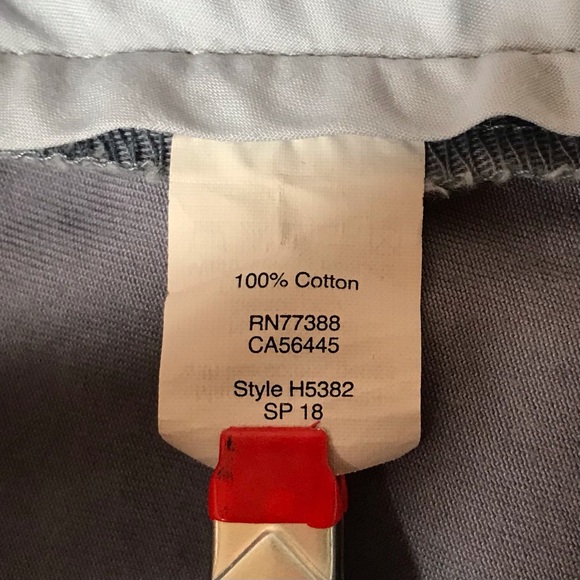 100% Cotton
RN77388
CA56445
Style H5382
SP 18